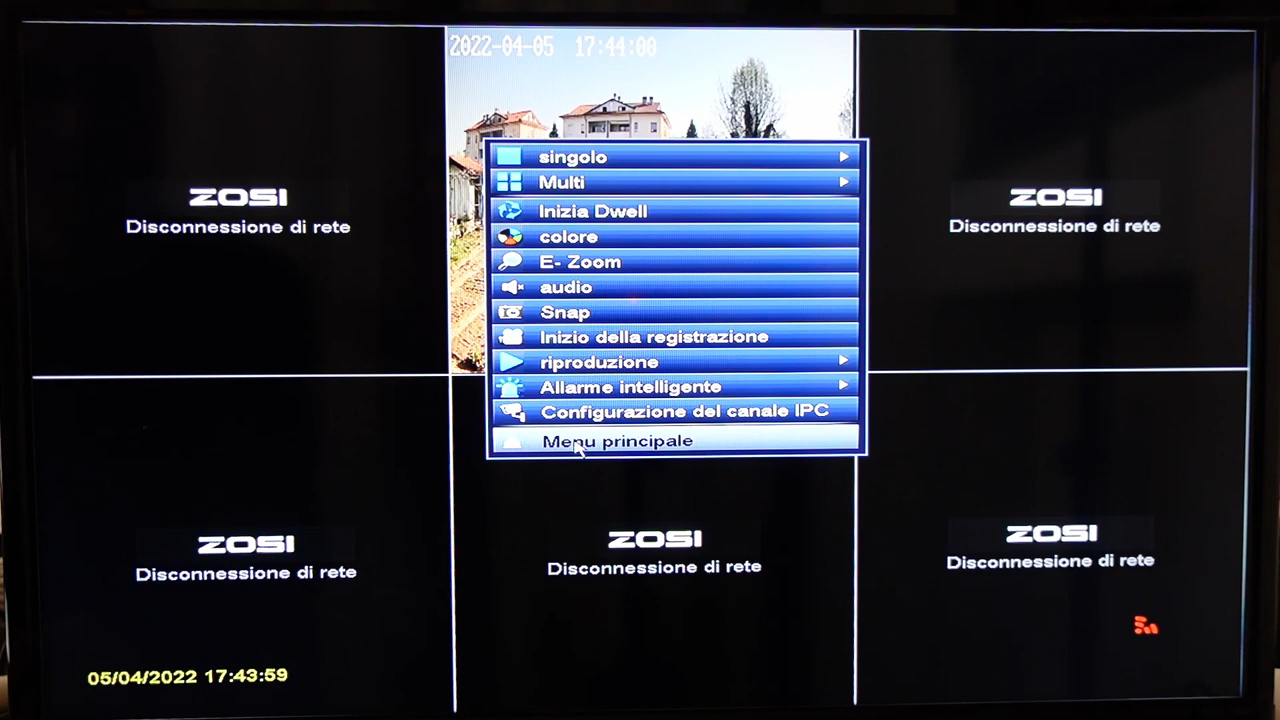 2022-04-05 17:44:00
ZOSI
Disconnessione di rete
ZOSI
Disconnessione di rete
singolo
Multi
Inizia Dwell
colore
E- Zoom
audio
Snap
Inizio della registrazione
riproduzione
Allarme intelligente
Configurazione del canale IPC
Menu principale
ZOSI
Disconnessione di rete
ZOSI
Disconnessione di rete
ZOSI
Disconnessione di rete
05/04/2022 17:43:59